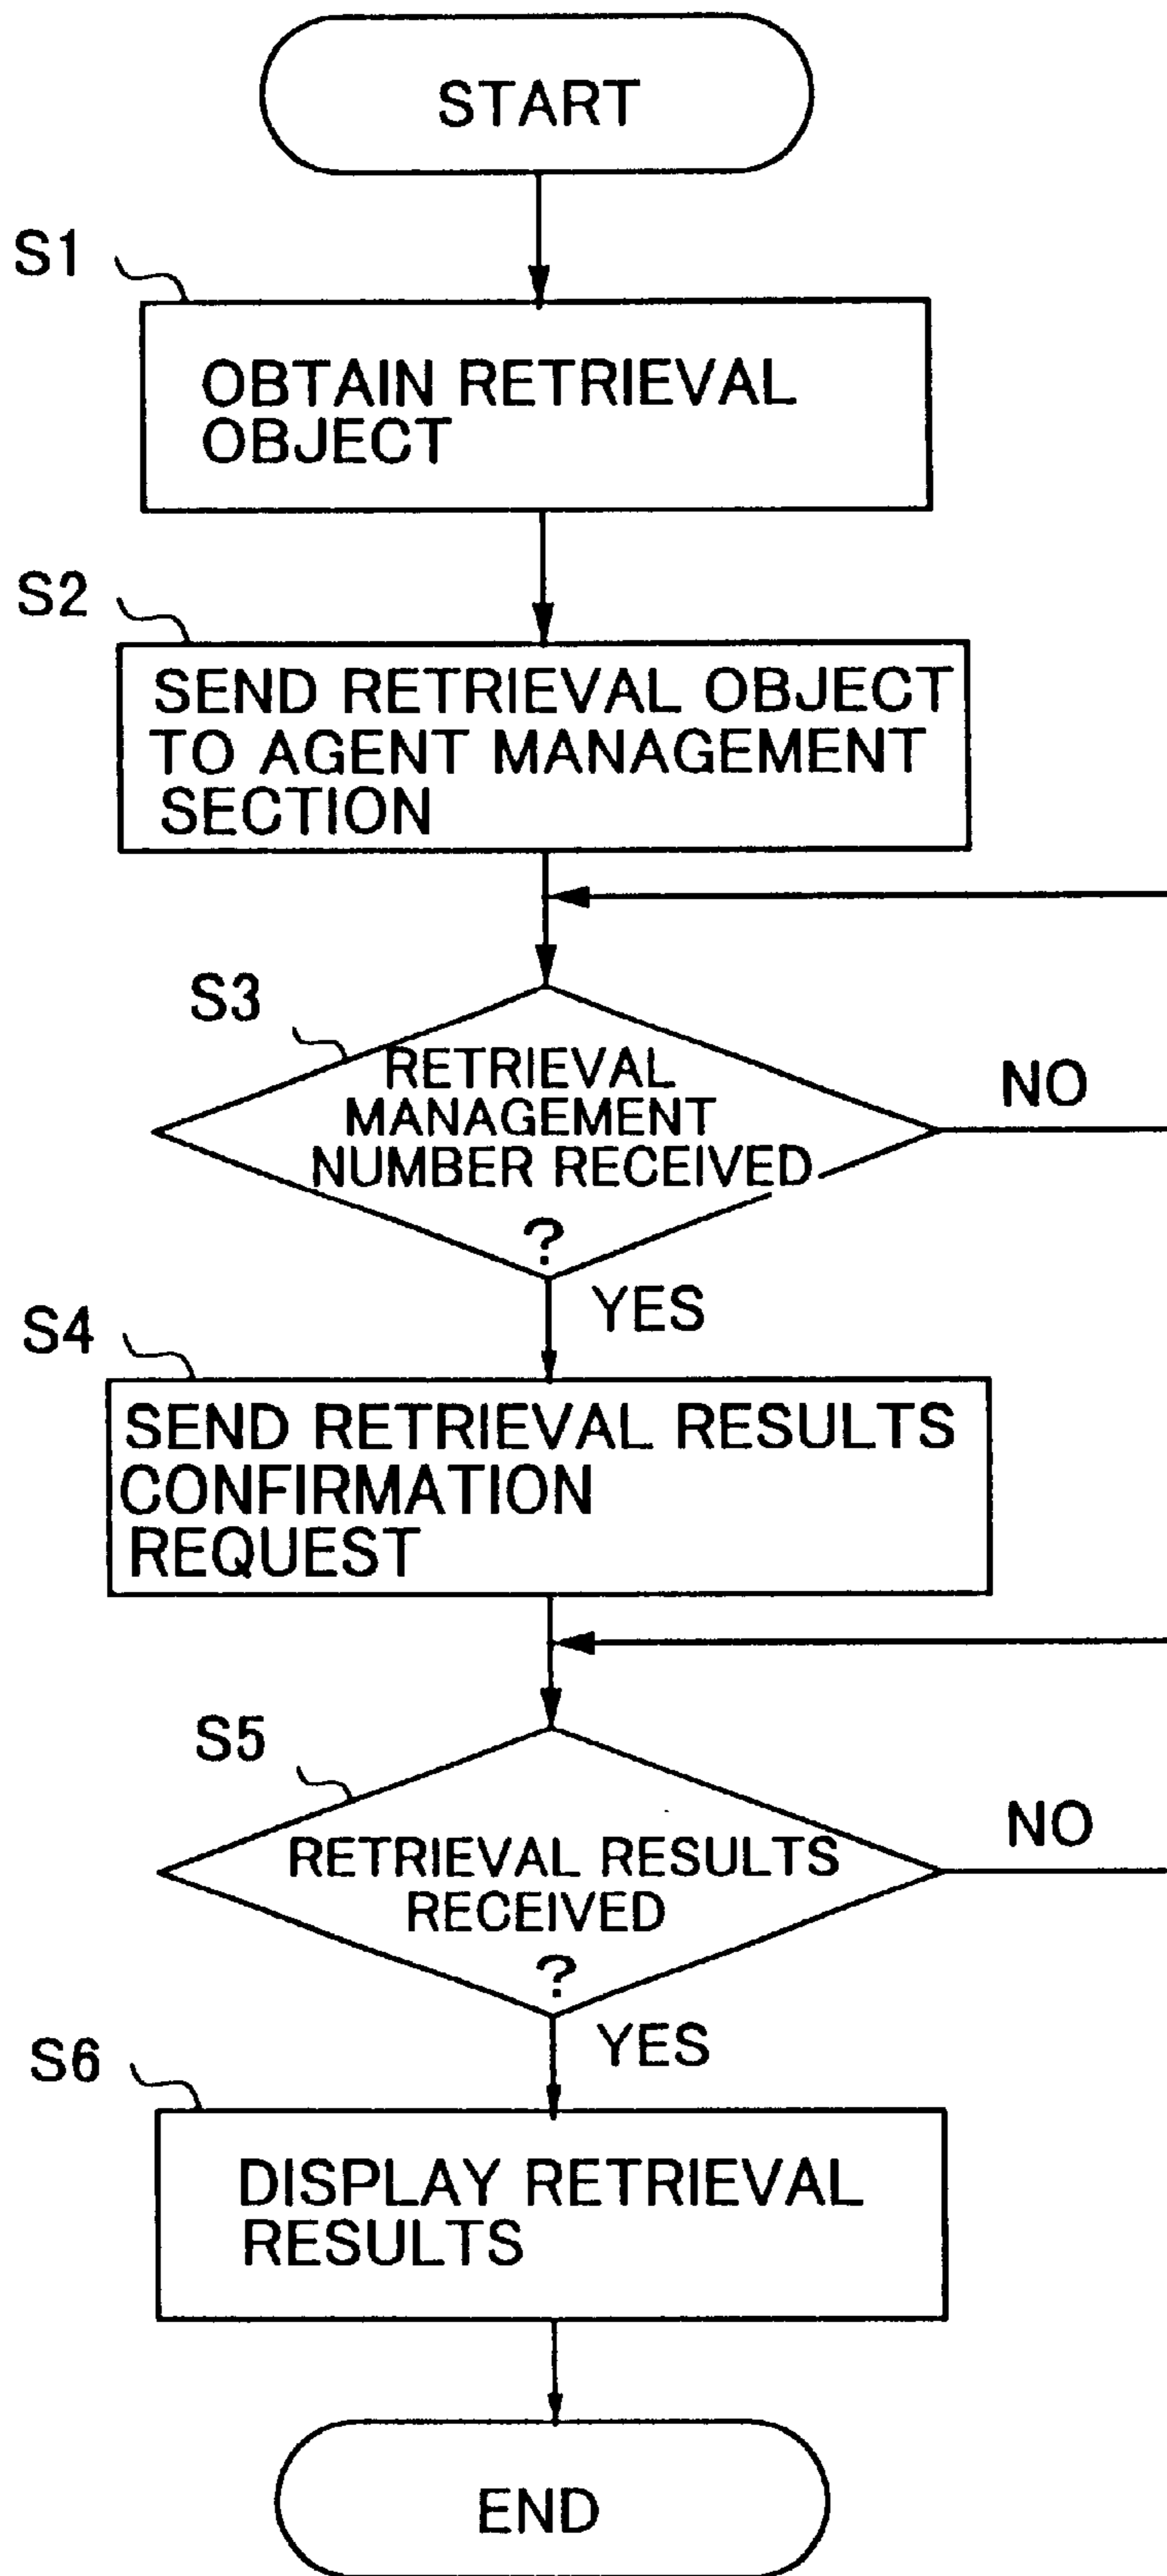 START
S1
OBTAIN RETRIEVAL
OBJECT
S2
SEND RETRIEVAL OBJECT
TO AGENT MANAGEMENT
SECTION
S3
RETRIEVAL
MANAGEMENT
NUMBER RECEIVED
?
NO
YES
S4
SEND RETRIEVAL RESULTS
CONFIRMATION
REQUEST
S5
RETRIEVAL RESULTS
RECEIVED
?
NO
YES
S6
DISPLAY RETRIEVAL
RESULTS
END